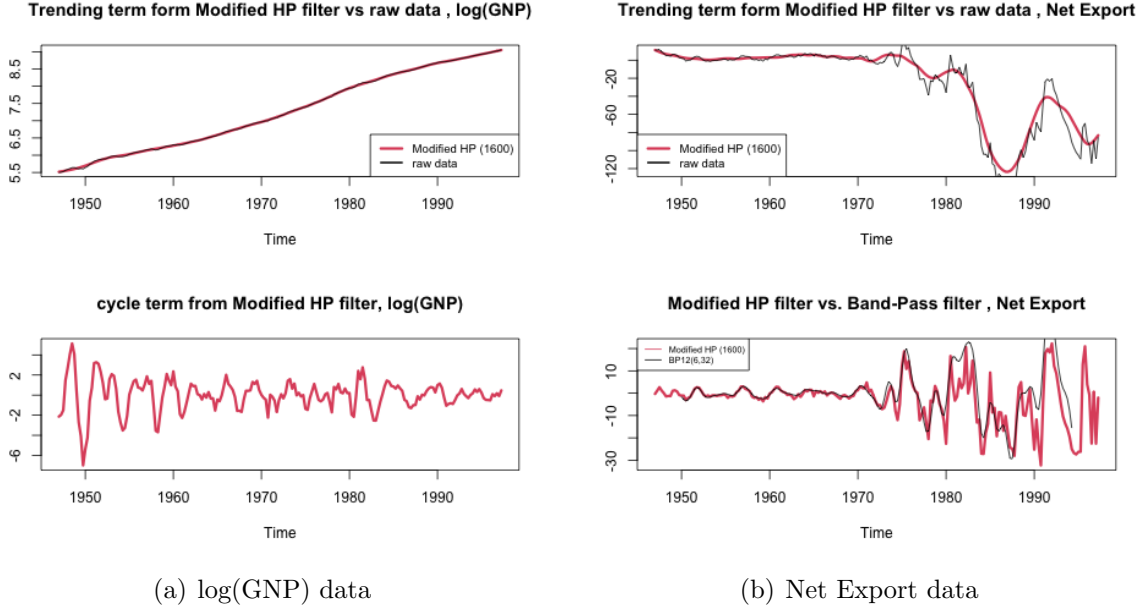 Trending term form Modified HP filter vs raw data , log(GNP)
8.5
7.5
6.5
5.5
Modified HP (1600)
raw data
1950 1960 1970 1980 1990
Time
cycle term from Modified HP filter, log(GNP)
2
-2
-6
1950 1960 1970 1980 1990
Time
(a) log(GNP) data
Trending term form Modified HP filter vs raw data , Net Export
-20
-60
-120
Modified HP (1600)
raw data
1950 1960 1970 1980 1990
Time
Modified HP filter vs. Band-Pass filter , Net Export
10
-10
-30
Modified HP (1600)
BP12(6,32)
1950 1960 1970 1980 1990
Time
(b) Net Export data